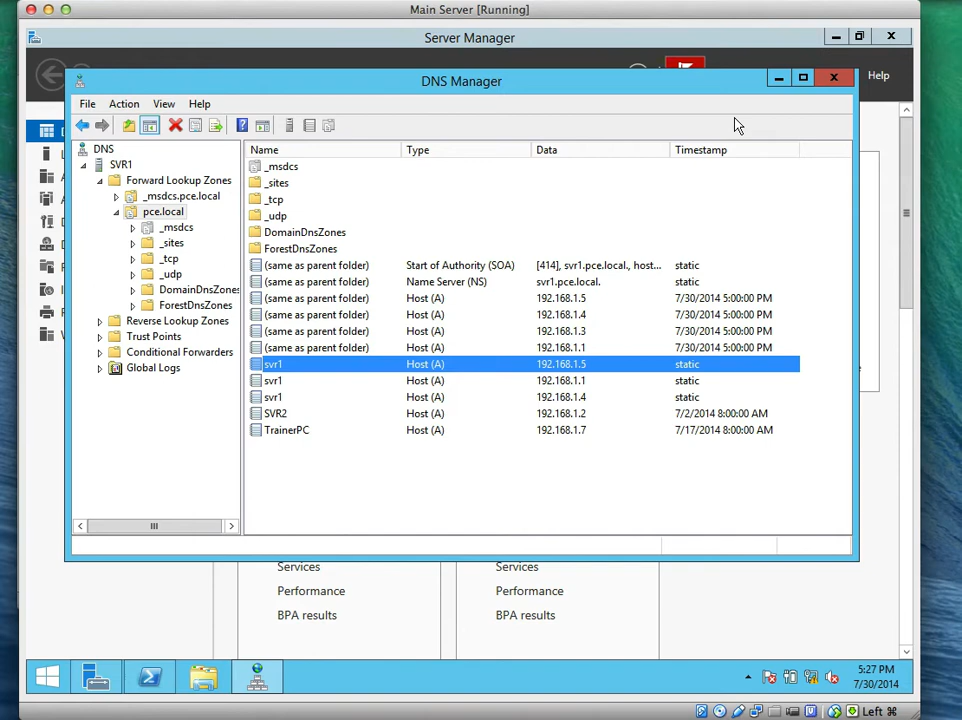 Main Server [Running]
Server Manager
Help
DNS Manager
File Action View Help
DNS
SVR1
Forward Lookup Zones
_msdcs.pce.local
pce.local
_msdcs
_sites
_tcp
_udp
DomainDnsZones
ForestDnsZones
Reverse Lookup Zones
Trust Points
Conditional Forwarders
Global Logs
Name Type Data Timestamp
_msdcs
_sites
_tcp
_udp
DomainDnsZones
ForestDnsZones
(same as parent folder) Start of Authority (SOA) [414], svr1.pce.local., host... static
(same as parent folder) Name Server (NS) svr1.pce.local. static
(same as parent folder) Host (A) 192.168.1.5 7/30/2014 5:00:00 PM
(same as parent folder) Host (A) 192.168.1.4 7/30/2014 5:00:00 PM
(same as parent folder) Host (A) 192.168.1.3 7/30/2014 5:00:00 PM
(same as parent folder) Host (A) 192.168.1.1 7/30/2014 5:00:00 PM
svr1 Host (A) 192.168.1.5 static
svr1 Host (A) 192.168.1.1 static
svr1 Host (A) 192.168.1.4 static
SVR2 Host (A) 192.168.1.2 7/2/2014 8:00:00 AM
TrainerPC Host (A) 192.168.1.7 7/17/2014 8:00:00 AM
Services Services
Performance Performance
BPA results BPA results
5:27 PM
7/30/2014
Left ⌘